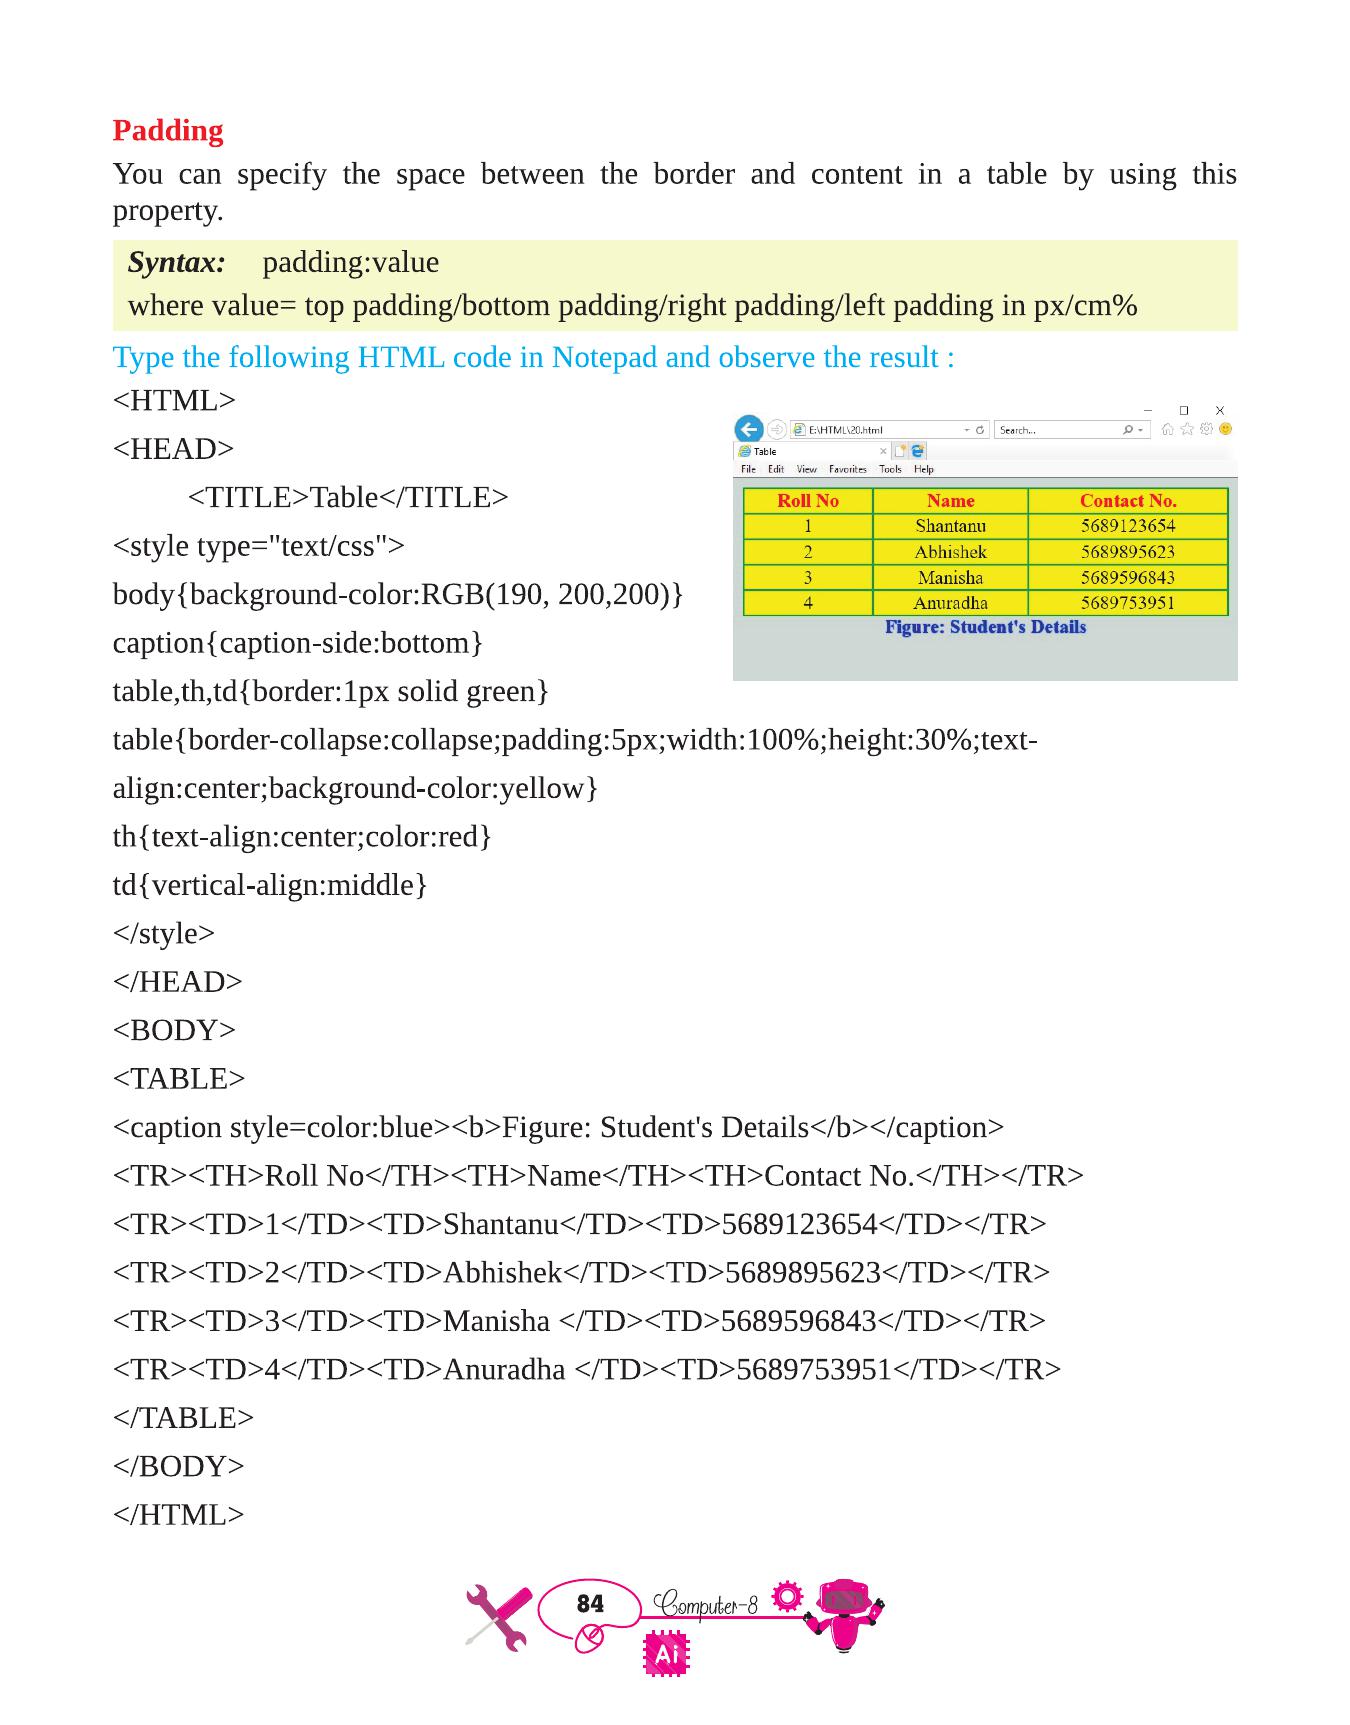 Padding
You can specify the space between the border and content in a table by using this
property.
Syntax: padding:value
where value= top padding/bottom padding/right padding/left padding in px/cm%
Type the following HTML code in Notepad and observe the result :
<HTML>
<HEAD>
<TITLE>Table</TITLE>
<style type="text/css">
body{background-color:RGB(190, 200,200)}
caption{caption-side:bottom}
table,th,td{border:1px solid green}
table{border-collapse:collapse;padding:5px;width:100%;height:30%;text-
align:center;background-color:yellow}
th{text-align:center;color:red}
td{vertical-align:middle}
</style>
</HEAD>
<BODY>
<TABLE>
<caption style=color:blue><b>Figure: Student's Details</b></caption>
<TR><TH>Roll No</TH><TH>Name</TH><TH>Contact No.</TH></TR>
<TR><TD>1</TD><TD>Shantanu</TD><TD>5689123654</TD></TR>
<TR><TD>2</TD><TD>Abhishek</TD><TD>5689895623</TD></TR>
<TR><TD>3</TD><TD>Manisha </TD><TD>5689596843</TD></TR>
<TR><TD>4</TD><TD>Anuradha </TD><TD>5689753951</TD></TR>
</TABLE>
</BODY>
</HTML>
E:\HTML\20.html Search...
Table
File Edit View Favorites Tools Help
Roll No Name Contact No.
1 Shantanu 5689123654
2 Abhishek 5689895623
3 Manisha 5689596843
4 Anuradha 5689753951
Figure: Student's Details
84 Computer-8
Ai